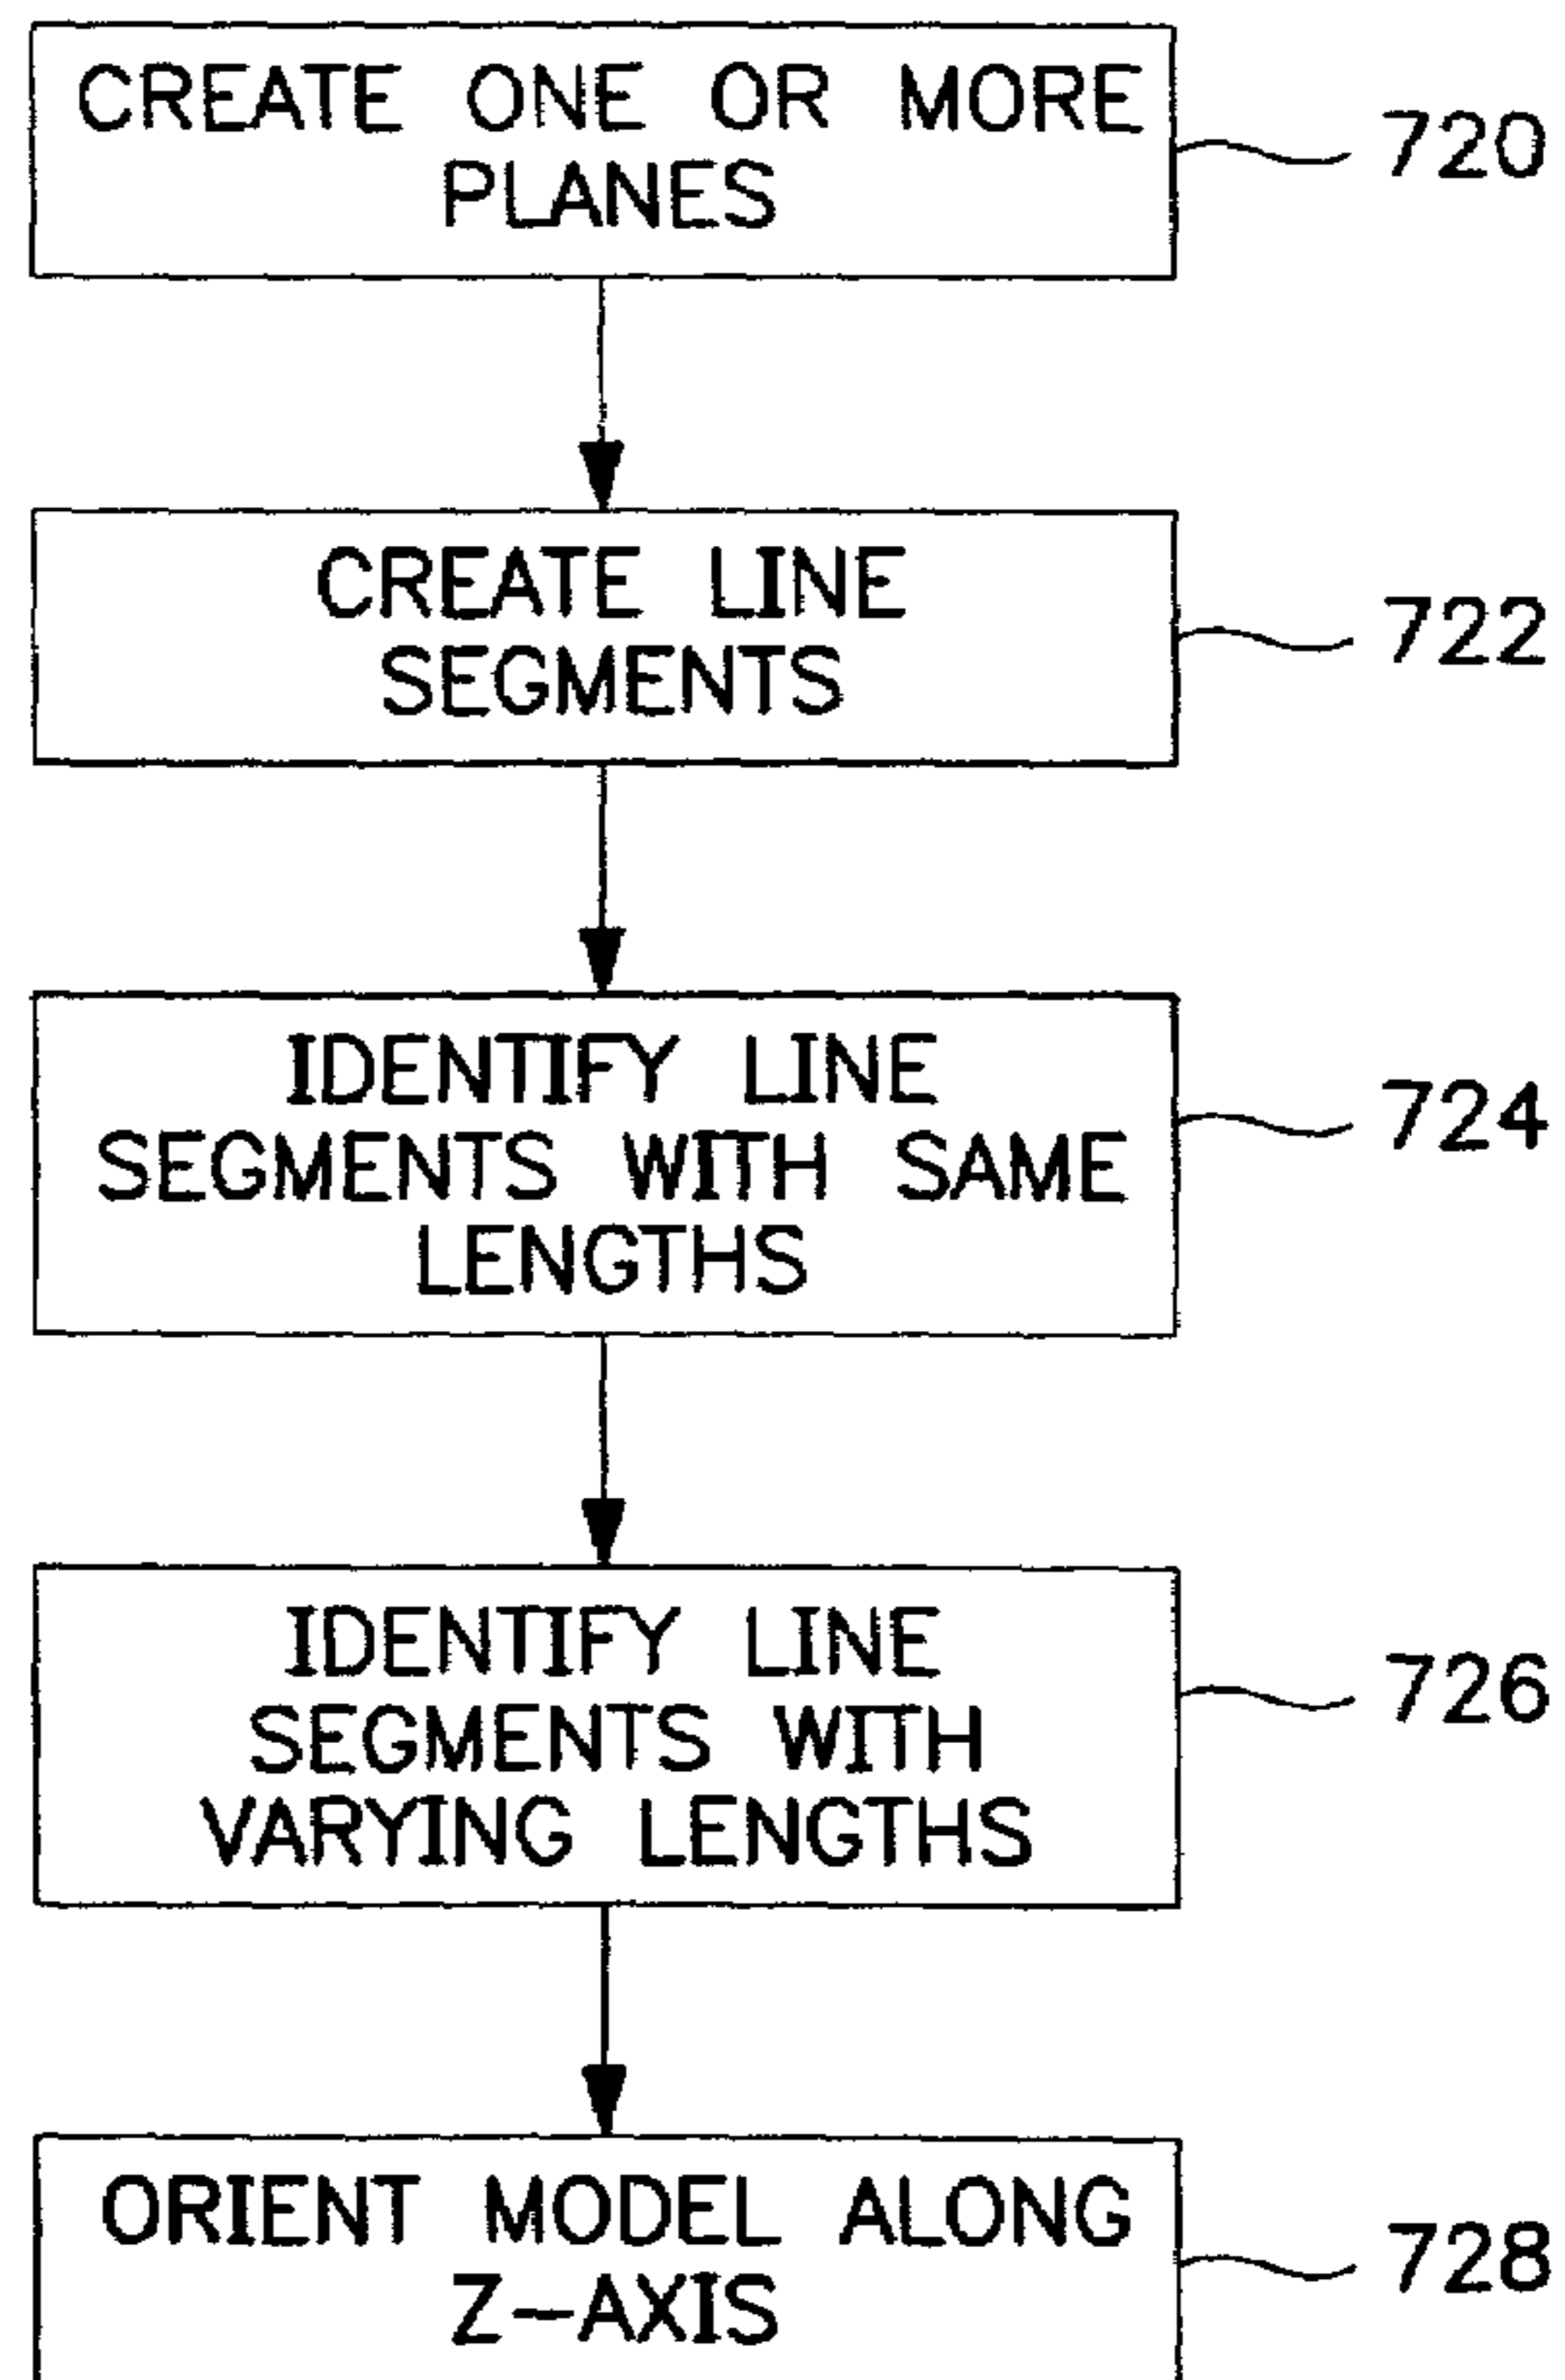 CREATE ONE OR MORE
PLANES
720
CREATE LINE
SEGMENTS
722
IDENTIFY LINE
SEGMENTS WITH SAME
LENGTHS
724
IDENTIFY LINE
SEGMENTS WITH
VARYING LENGTHS
726
ORIENT MODEL ALONG
Z-AXIS
728